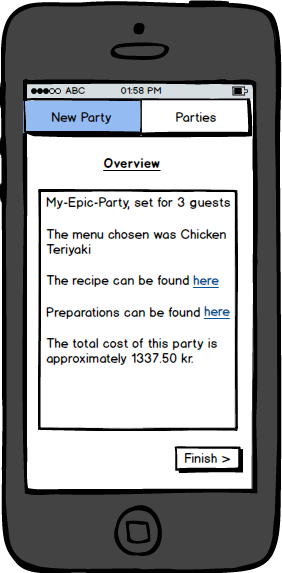 ABC 01:58 PM
New Party Parties
Overview
My-Epic-Party, set for 3 guests
The menu chosen was Chicken
Teriyaki
The recipe can be found here
Preparations can be found here
The total cost of this party is
approximately 1337.50 kr.
Finish >